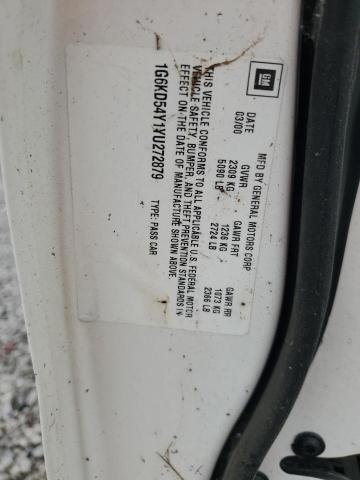 GM
MFD BY GENERAL MOTORS CORP
DATE GVWR GAWR FRT GAWR RR
03/00 2309 KG 1236 KG 1073 KG
5090 LB 2724 LB 2366 LB
THIS VEHICLE CONFORMS TO ALL APPLICABLE U.S. FEDERAL MOTOR
VEHICLE SAFETY, BUMPER, AND THEFT PREVENTION STANDARDS IN
EFFECT ON THE DATE OF MANUFACTURE SHOWN ABOVE.
1G6KD54Y1YU272879 TYPE: PASS CAR